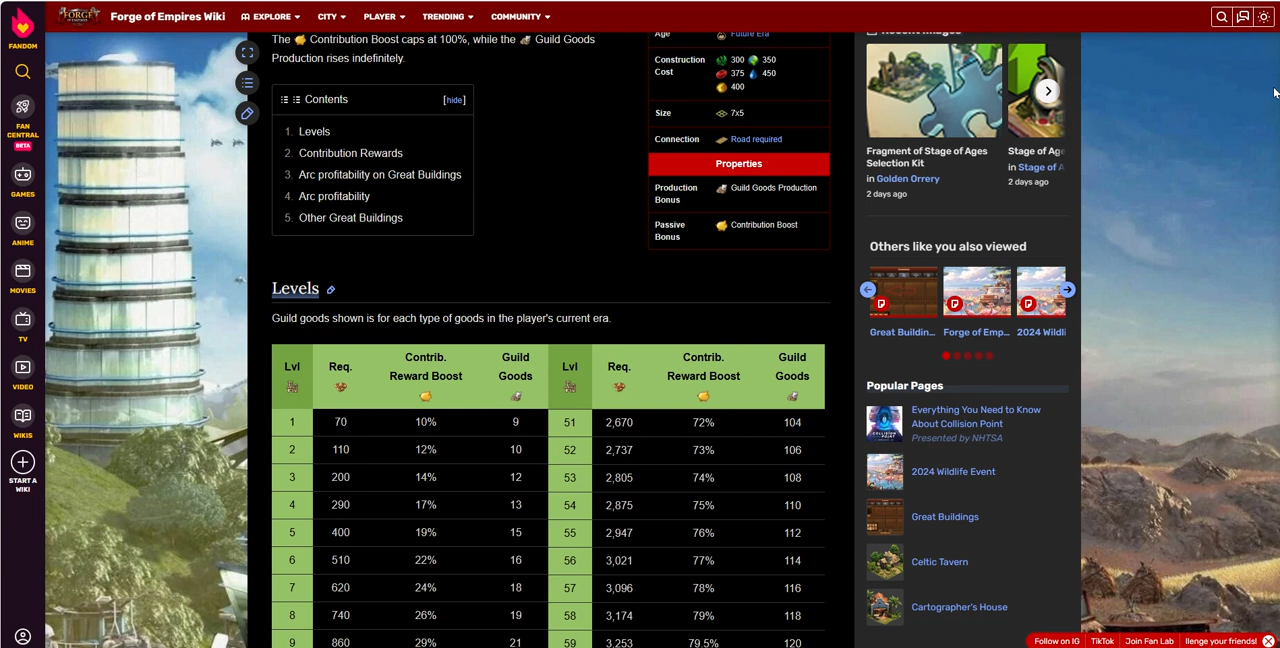 FORGE
OF EMPIRES
Forge of Empires Wiki
EXPLORE
CITY
PLAYER
TRENDING
COMMUNITY
FANDOM
FAN
CENTRAL
BETA
GAMES
ANIME
MOVIES
TV
VIDEO
WIKIS
START A
WIKI
The Contribution Boost caps at 100%, while the Guild Goods
Production rises indefinitely.
Contents [hide]
1. Levels
2. Contribution Rewards
3. Arc profitability on Great Buildings
4. Arc profitability
5. Other Great Buildings
Age Future Era
Construction
Cost
300 350
375 450
400
Size 7x5
Connection Road required
Properties
Production
Bonus
Guild Goods Production
Passive
Bonus
Contribution Boost
Levels
Guild goods shown is for each type of goods in the player's current era.
Lvl Req. Contrib. Reward Boost Guild Goods Lvl Req. Contrib. Reward Boost Guild Goods
1 70 10% 9 51 2,670 72% 104
2 110 12% 10 52 2,737 73% 106
3 200 14% 12 53 2,805 74% 108
4 290 17% 13 54 2,875 75% 110
5 400 19% 15 55 2,947 76% 112
6 510 22% 16 56 3,021 77% 114
7 620 24% 18 57 3,096 78% 116
8 740 26% 19 58 3,174 79% 118
9 860 29% 21 59 3,253 79.5% 120
Recent Images
Fragment of Stage of Ages
Selection Kit
in Golden Orrery
2 days ago
Stage of Age
in Stage of A
2 days ago
Others like you also viewed
Great Buildin...
Forge of Emp...
2024 Wildli
Popular Pages
Everything You Need to Know
About Collision Point
Presented by NHTSA
2024 Wildlife Event
Great Buildings
Celtic Tavern
Cartographer's House
Follow on IG
TikTok
Join Fan Lab
llenge your friends!